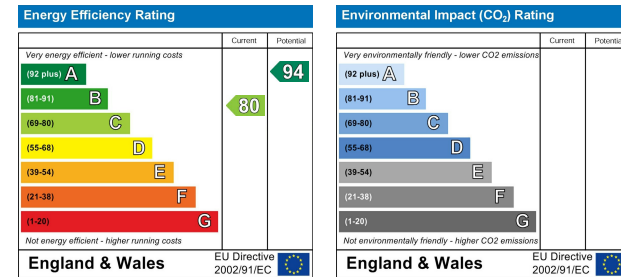 Energy Efficiency Rating
Current Potential
Very energy efficient - lower running costs
(92 plus) A
(81-91) B
(69-80) C
(55-68) D
(39-54) E
(21-38) F
(1-20) G
80
94
Not energy efficient - higher running costs
England & Wales
EU Directive
2002/91/EC
Environmental Impact (CO₂) Rating
Current Potential
Very environmentally friendly - lower CO2 emissions
(92 plus) A
(81-91) B
(69-80) C
(55-68) D
(39-54) E
(21-38) F
(1-20) G
Not environmentally friendly - higher CO2 emissions
England & Wales
EU Directive
2002/91/EC